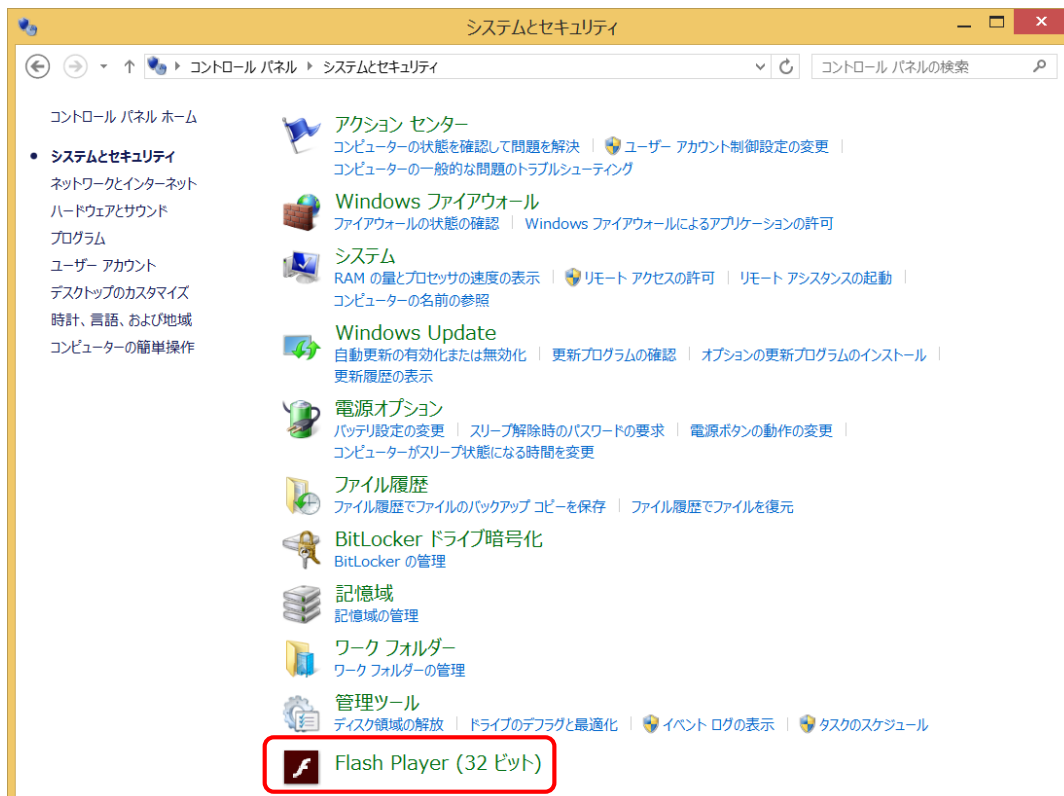 システムとセキュリティ
コントロール パネル システムとセキュリティ コントロール パネルの検索
コントロール パネル ホーム
システムとセキュリティ
ネットワークとインターネット
ハードウェアとサウンド
プログラム
ユーザー アカウント
デスクトップのカスタマイズ
時計、言語、および地域
コンピューターの簡単操作
アクション センター
コンピューターの状態を確認して問題を解決 ユーザー アカウント制御設定の変更
コンピューターの一般的な問題のトラブルシューティング
Windows ファイアウォール
ファイアウォールの状態の確認 Windows ファイアウォールによるアプリケーションの許可
システム
RAM の量とプロセッサの速度の表示 リモート アクセスの許可 リモート アシスタンスの起動
コンピューターの名前の参照
Windows Update
自動更新の有効化または無効化 更新プログラムの確認 オプションの更新プログラムのインストール
更新履歴の表示
電源オプション
バッテリ設定の変更 スリープ解除時のパスワードの要求 電源ボタンの動作の変更
コンピューターがスリープ状態になる時間を変更
ファイル履歴
ファイル履歴でファイルのバックアップ コピーを保存 ファイル履歴でファイルを復元
BitLocker ドライブ暗号化
BitLocker の管理
記憶域
記憶域の管理
ワーク フォルダー
ワーク フォルダーの管理
管理ツール
ディスク領域の解放 ドライブのデフラグと最適化 イベント ログの表示 タスクのスケジュール
Flash Player (32 ビット)